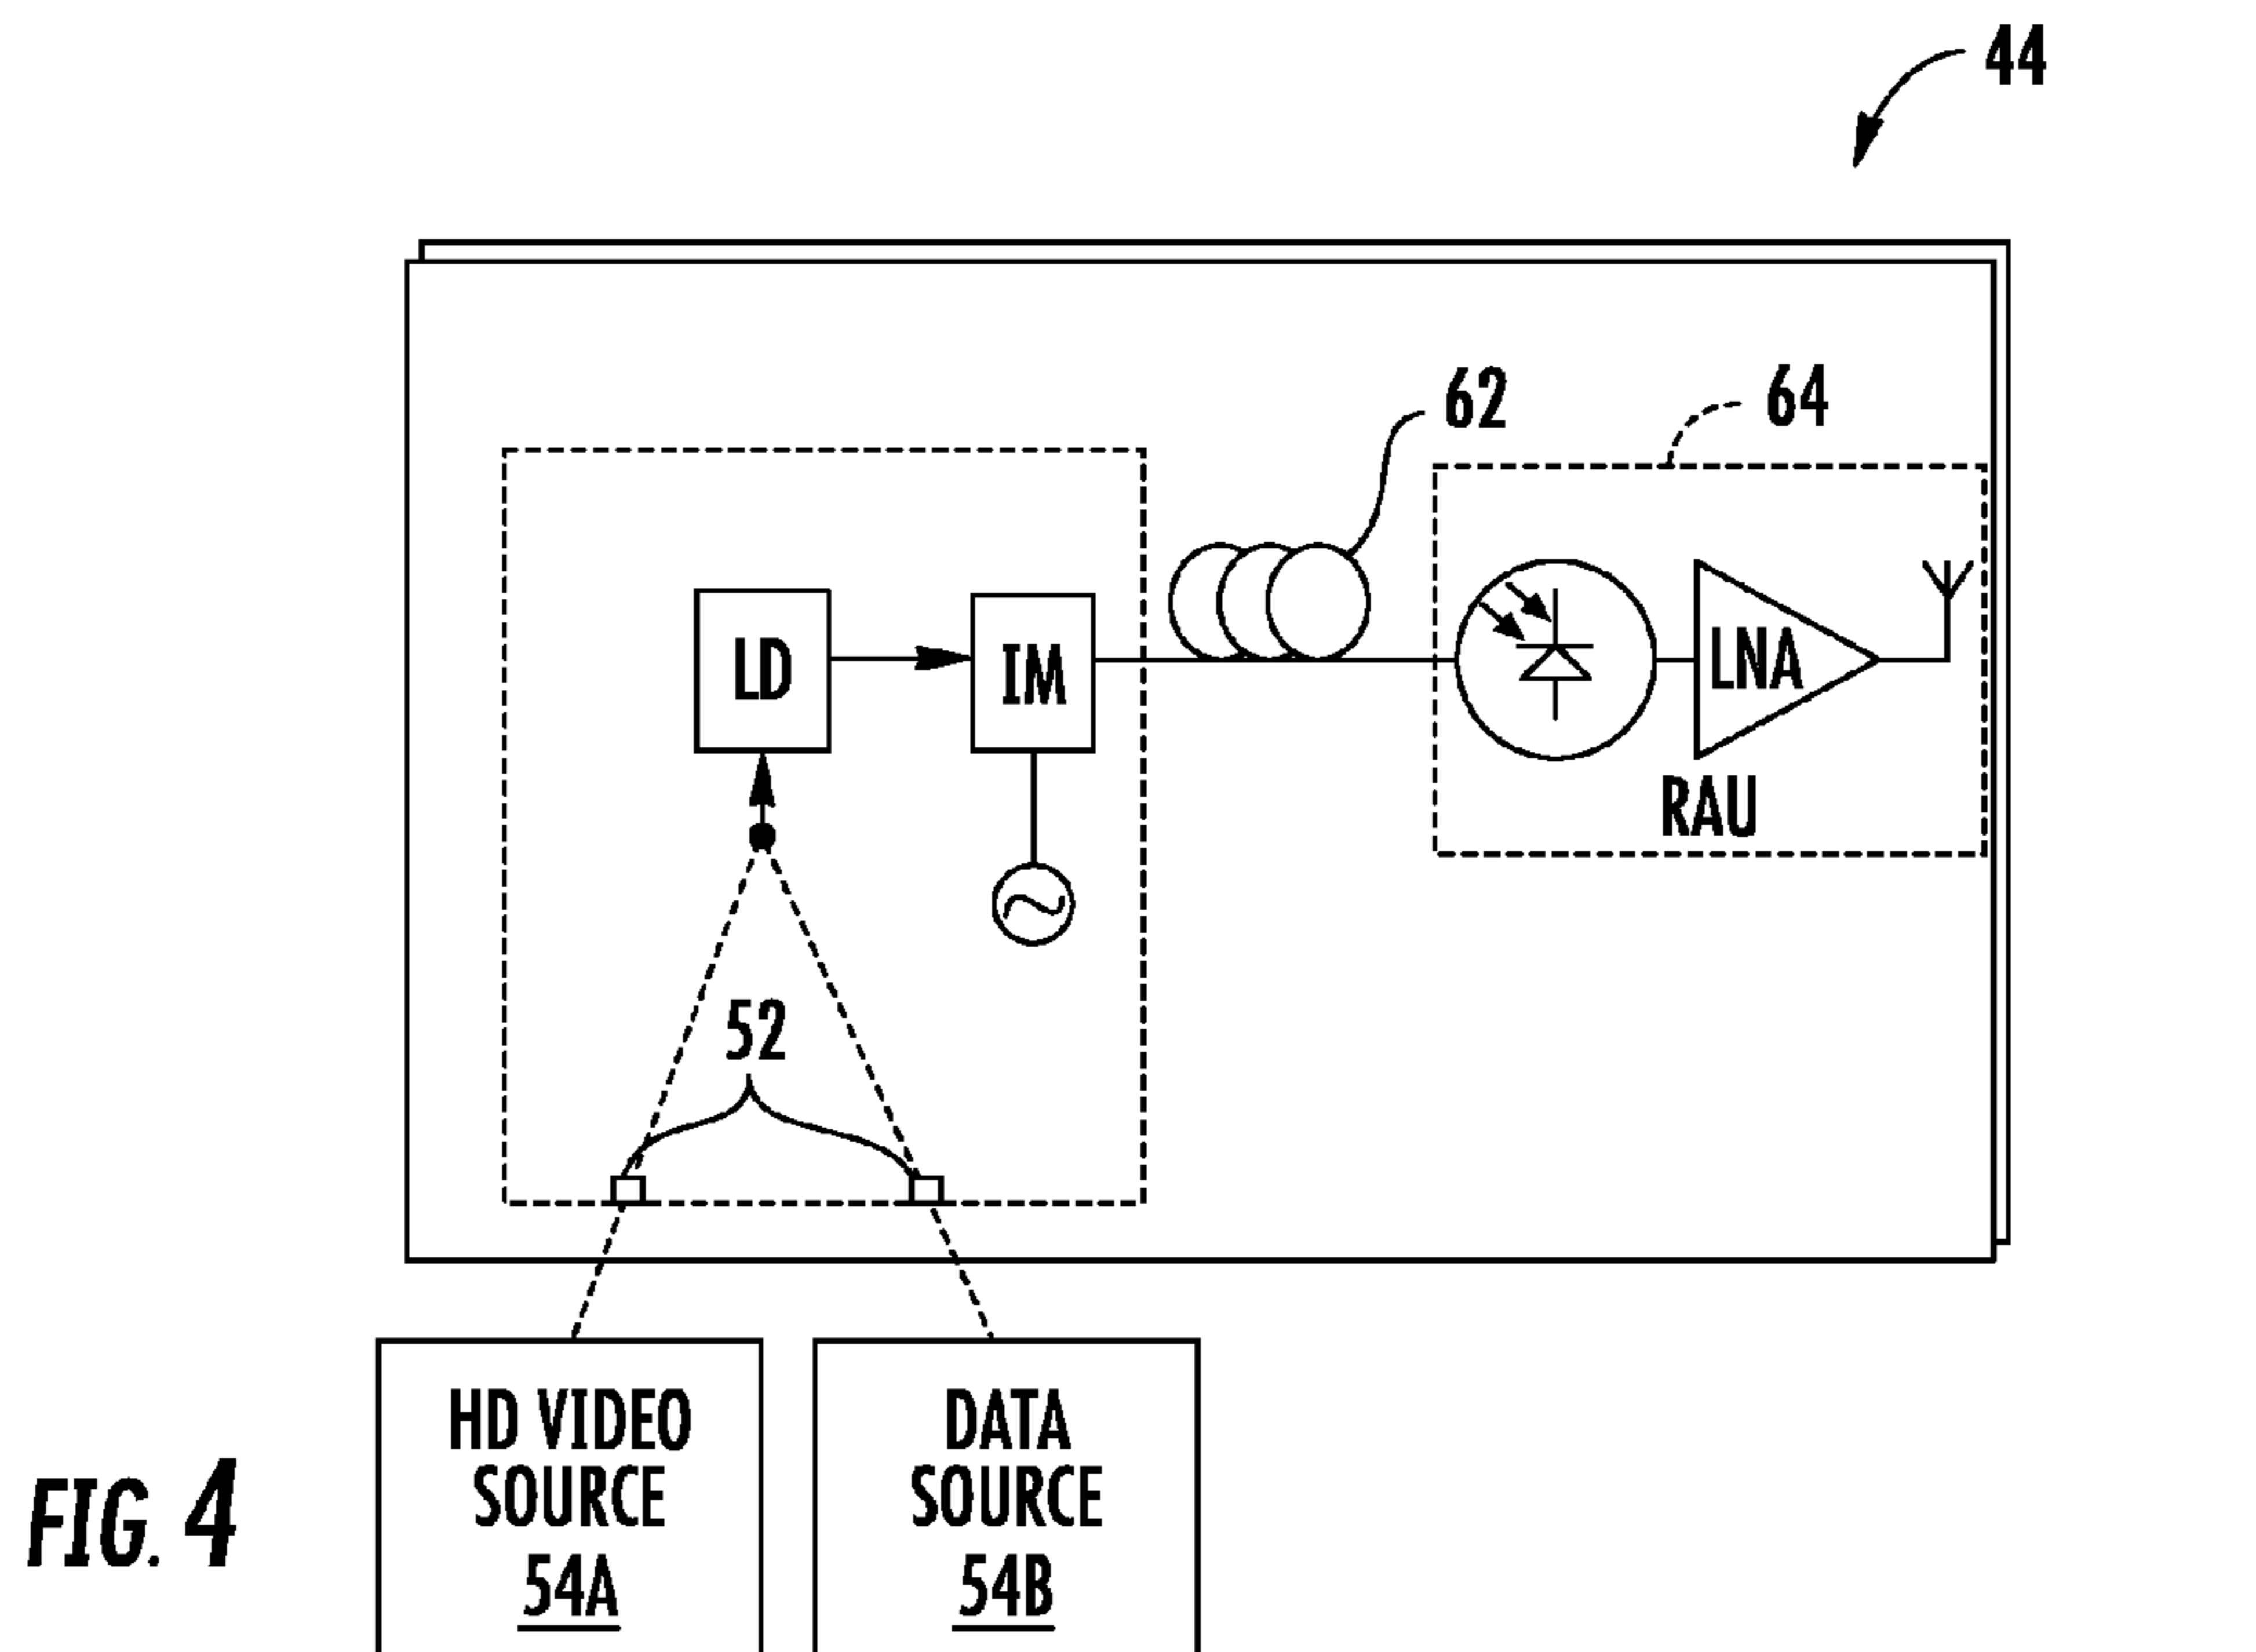 44
62
64
LD
IM
LNA
RAU
52
HD VIDEO
SOURCE
54A
DATA
SOURCE
54B
FIG. 4